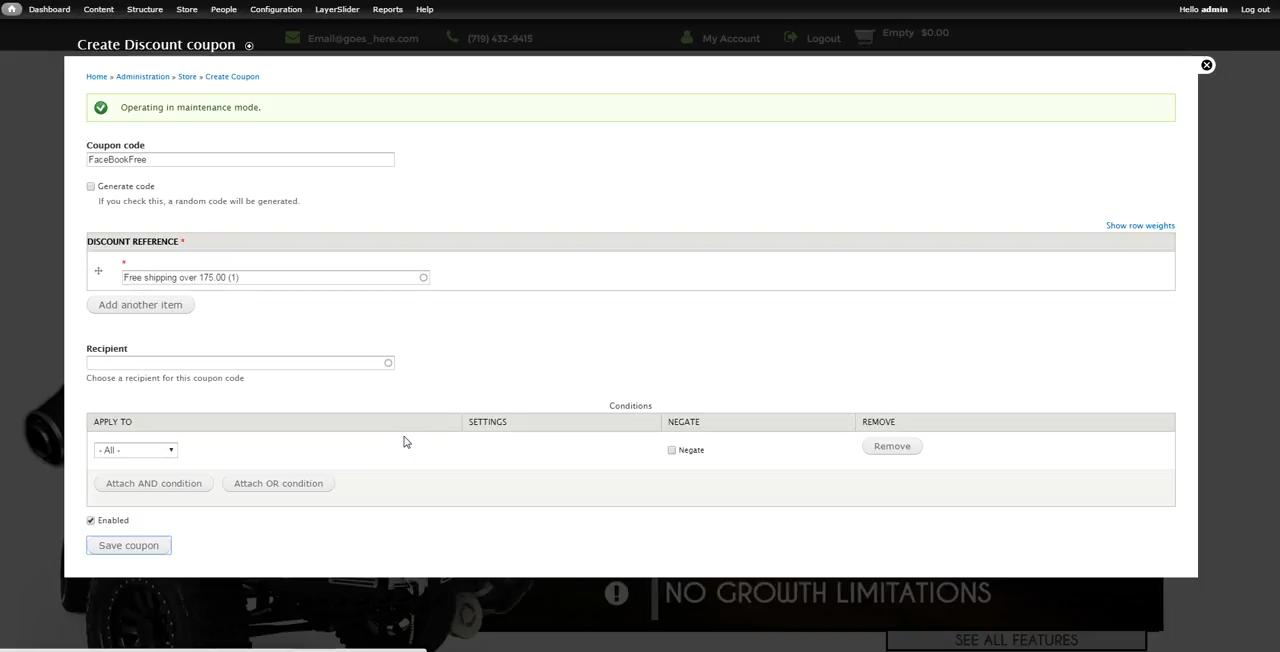 Dashboard Content Structure Store People Configuration LayerSlider Reports Help Hello admin Log out
Email@goes_here.com (719) 432-9415 My Account Logout Empty $0.00
Create Discount coupon
Home » Administration » Store » Create Coupon
Operating in maintenance mode.
Coupon code
FaceBookFree
Generate code
If you check this, a random code will be generated.
Show row weights
DISCOUNT REFERENCE *
*
Free shipping over 175.00 (1)
Add another item
Recipient
Choose a recipient for this coupon code
Conditions
APPLY TO SETTINGS NEGATE REMOVE
- All - Negate Remove
Attach AND condition Attach OR condition
Enabled
Save coupon
NO GROWTH LIMITATIONS
SEE ALL FEATURES